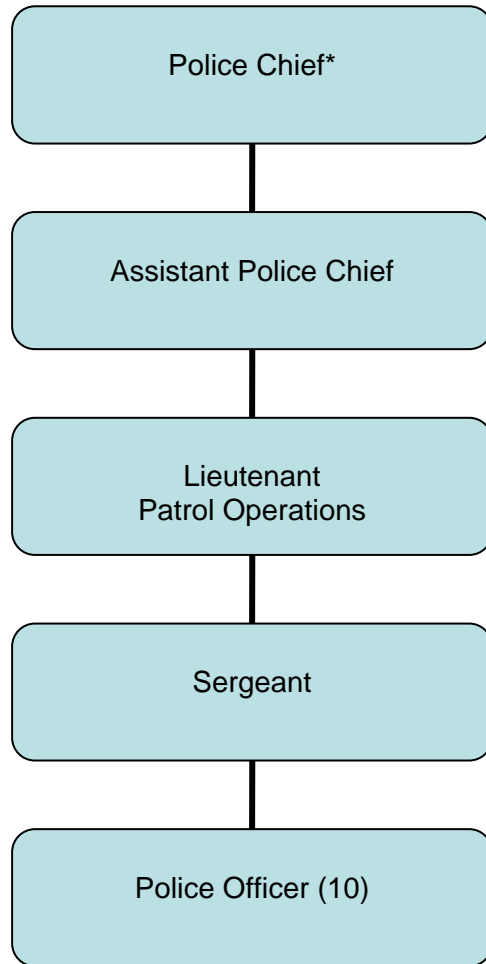 Police Chief*
Assistant Police Chief
Lieutenant
Patrol Operations
Sergeant
Police Officer (10)